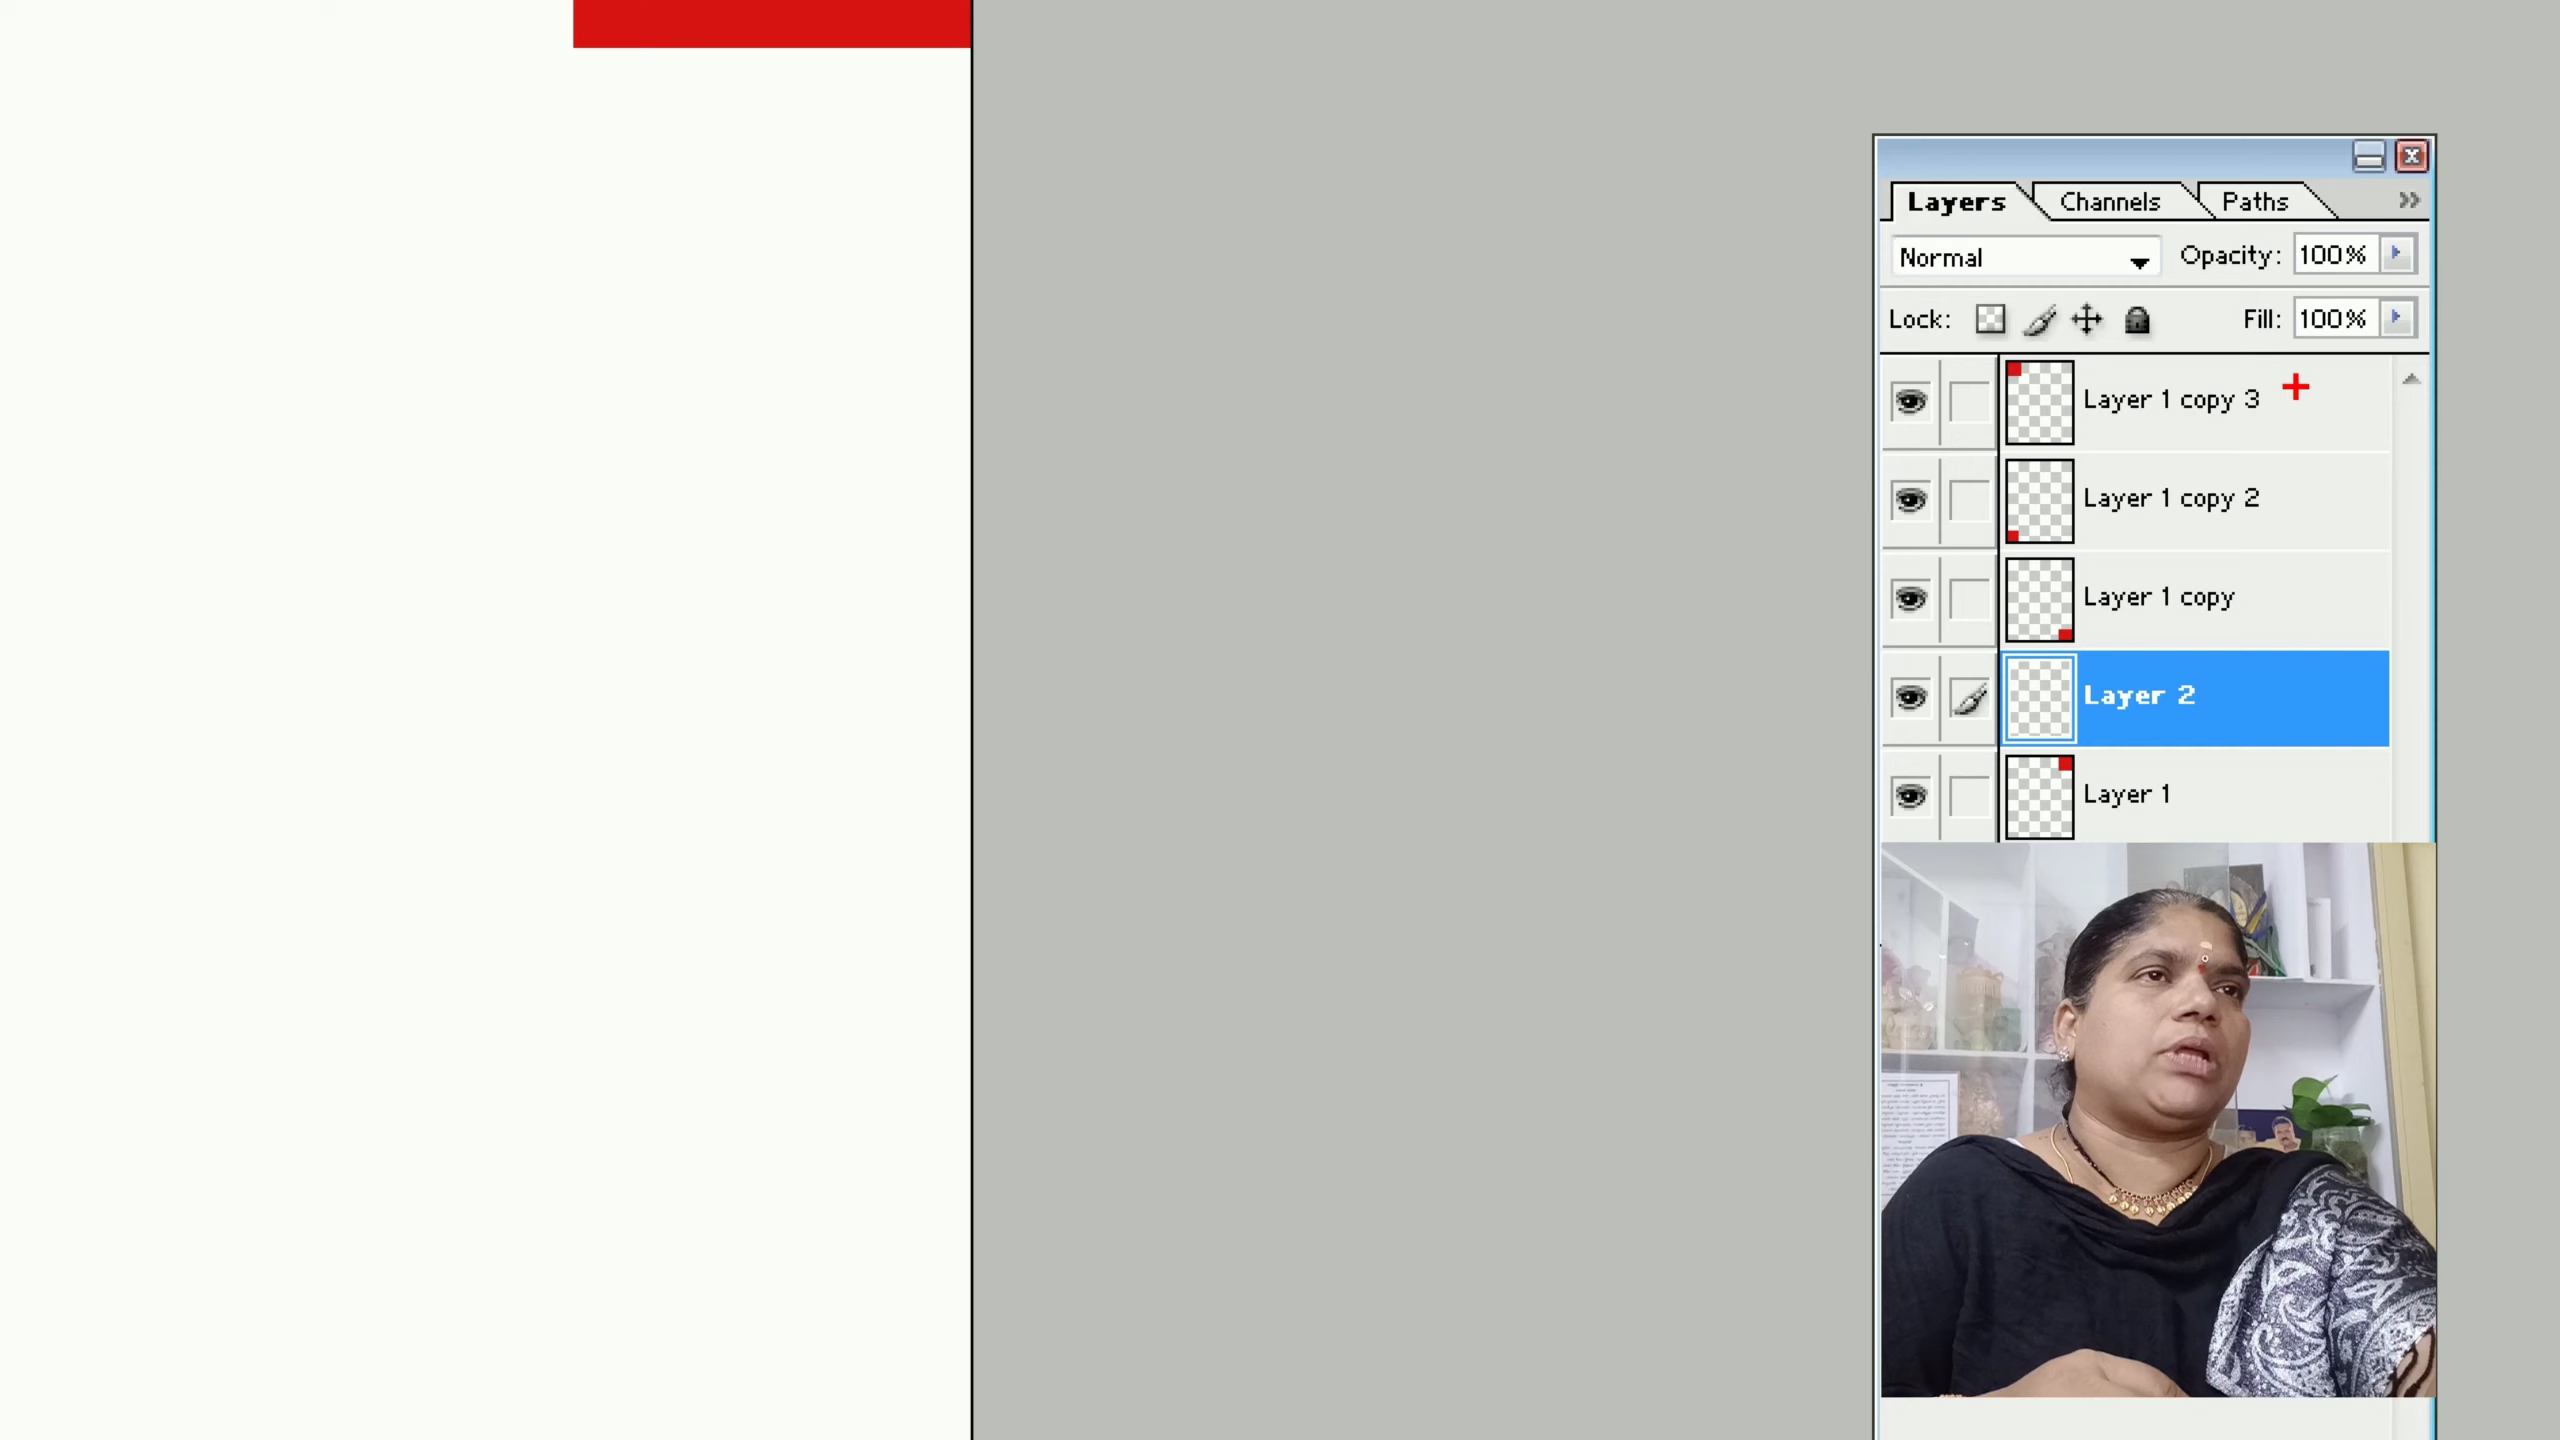 Layers Channels Paths
Normal Opacity: 100%
Lock: Fill: 100%
Layer 1 copy 3
Layer 1 copy 2
Layer 1 copy
Layer 2
Layer 1